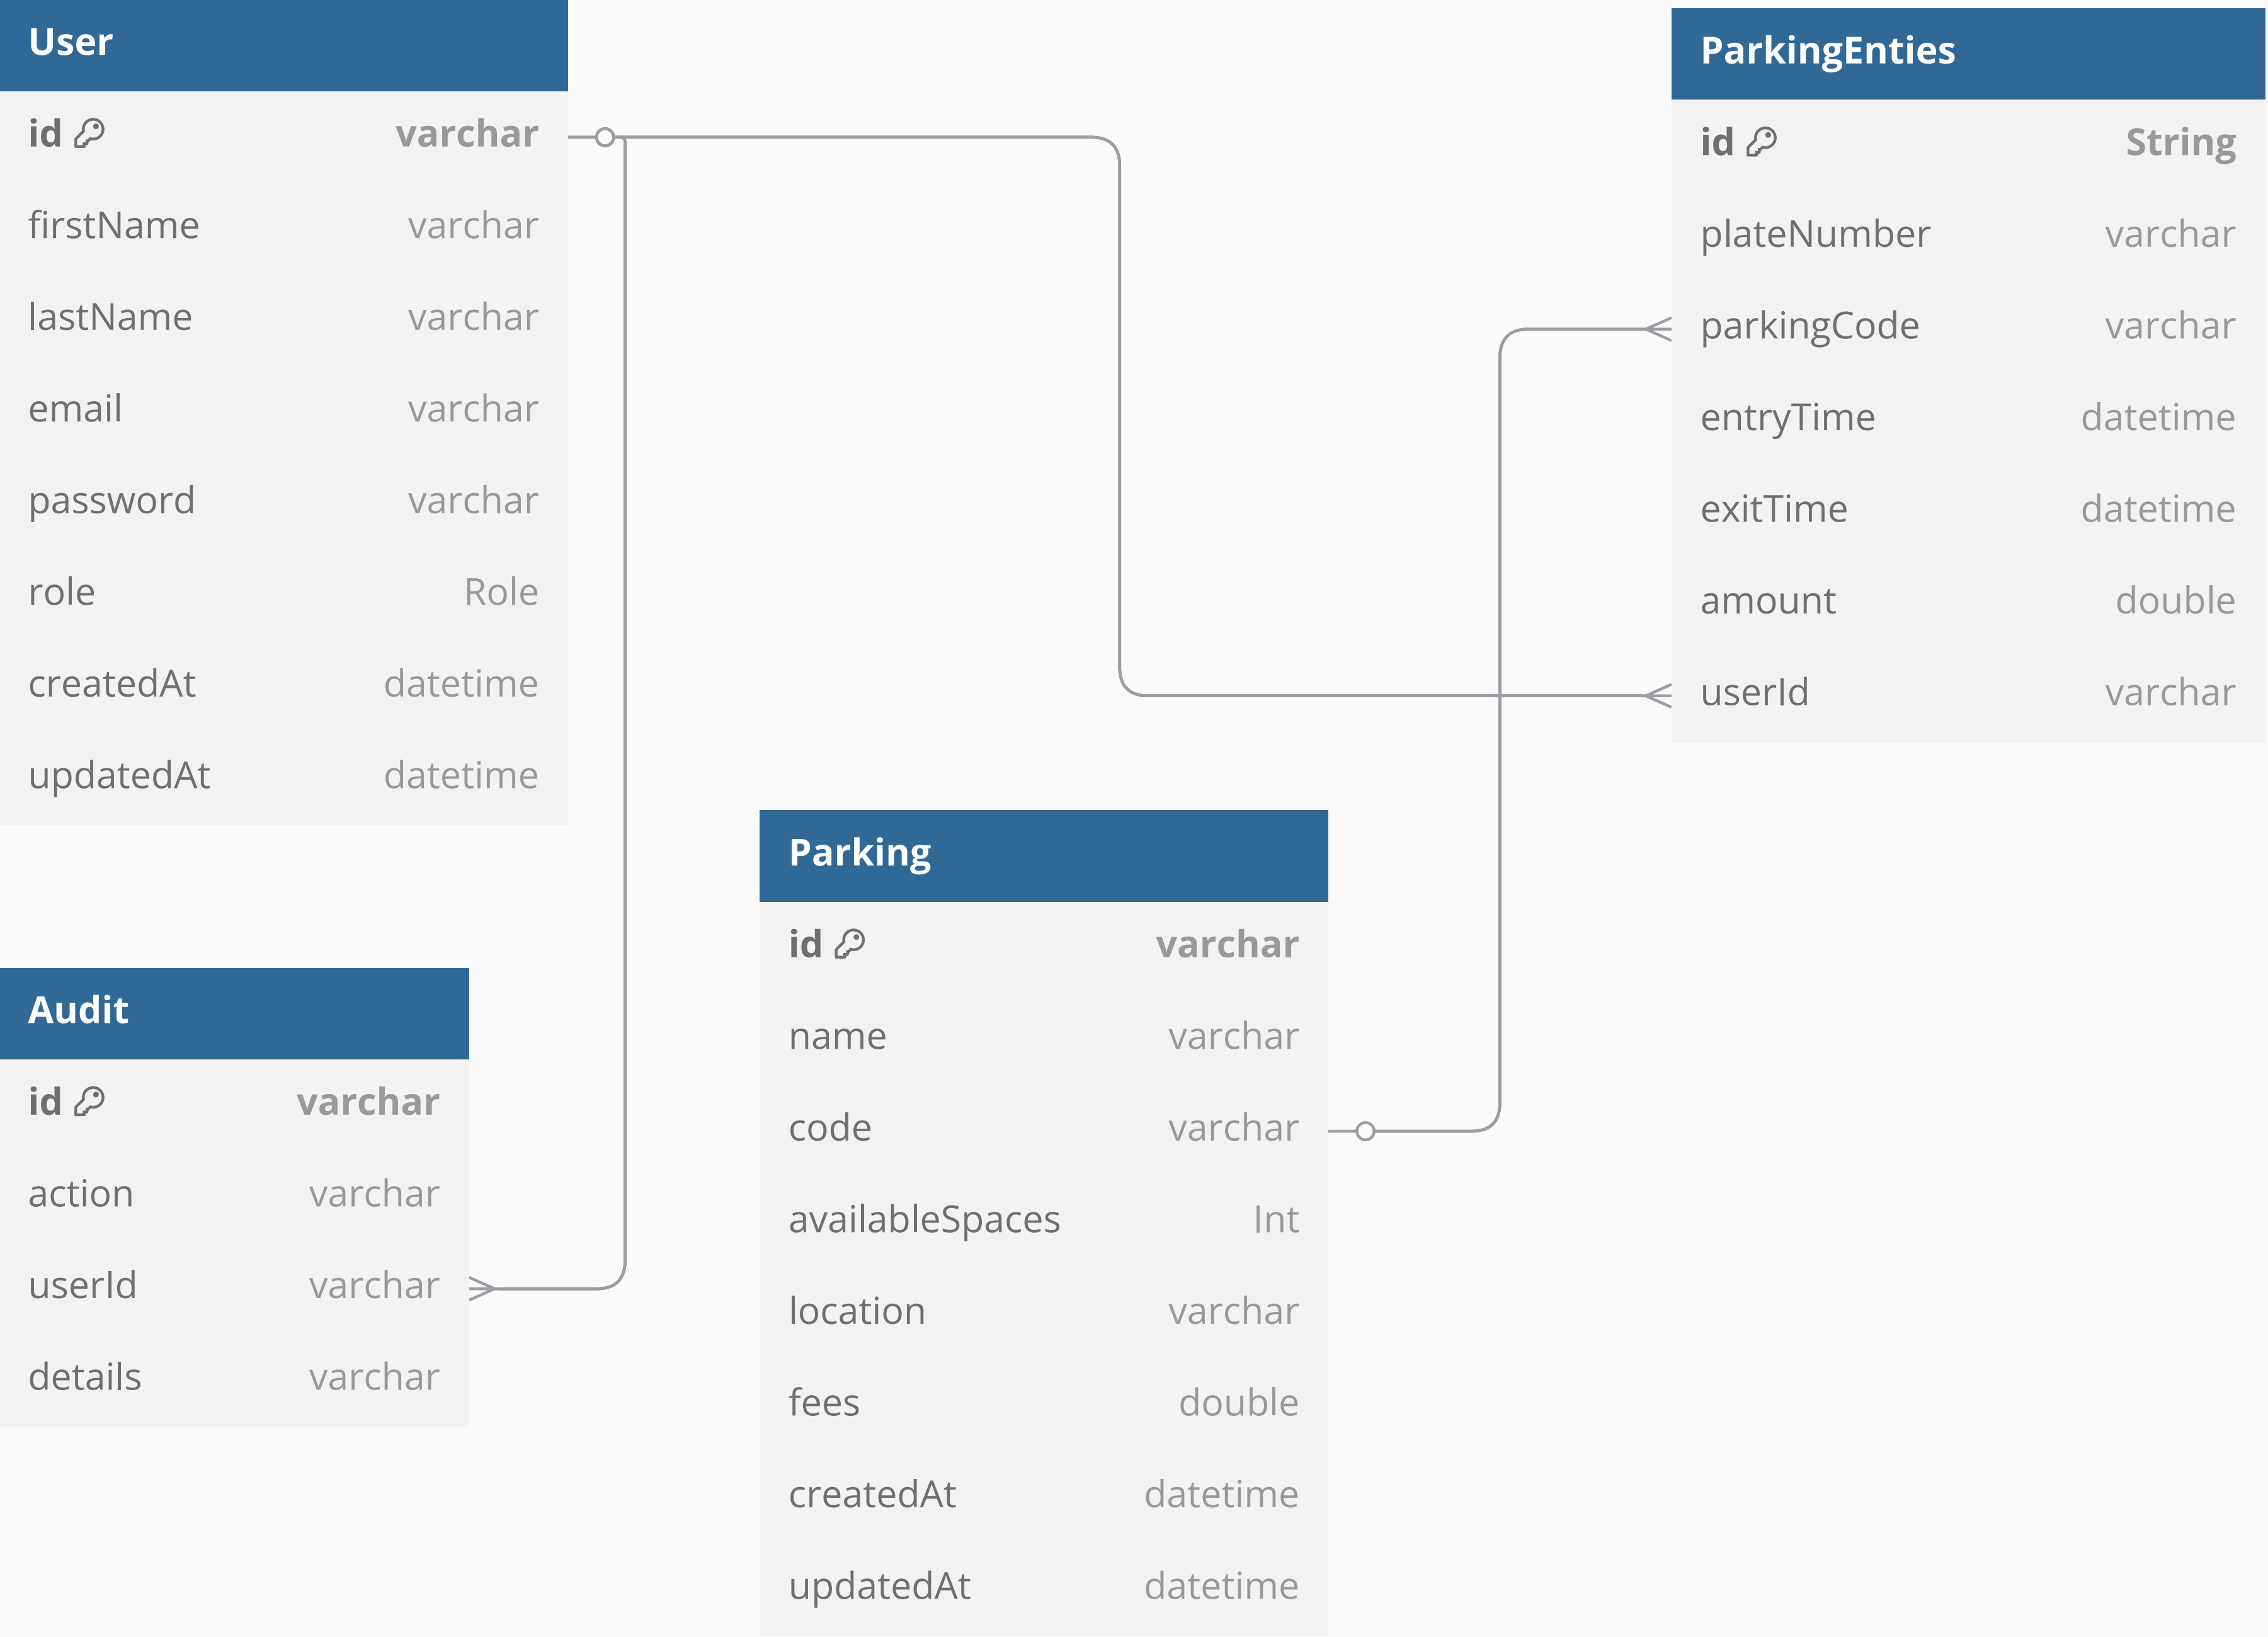 User
id varchar
firstName varchar
lastName varchar
email varchar
password varchar
role Role
createdAt datetime
updatedAt datetime
ParkingEnties
id String
plateNumber varchar
parkingCode varchar
entryTime datetime
exitTime datetime
amount double
userId varchar
Parking
id varchar
name varchar
code varchar
availableSpaces Int
location varchar
fees double
createdAt datetime
updatedAt datetime
Audit
id varchar
action varchar
userId varchar
details varchar